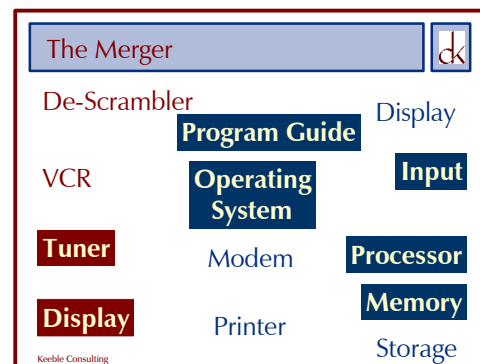 The Merger
dk
De-Scrambler
Display
Program Guide
VCR
Operating
System
Input
Tuner
Modem
Processor
Display
Printer
Memory
Storage
Keeble Consulting